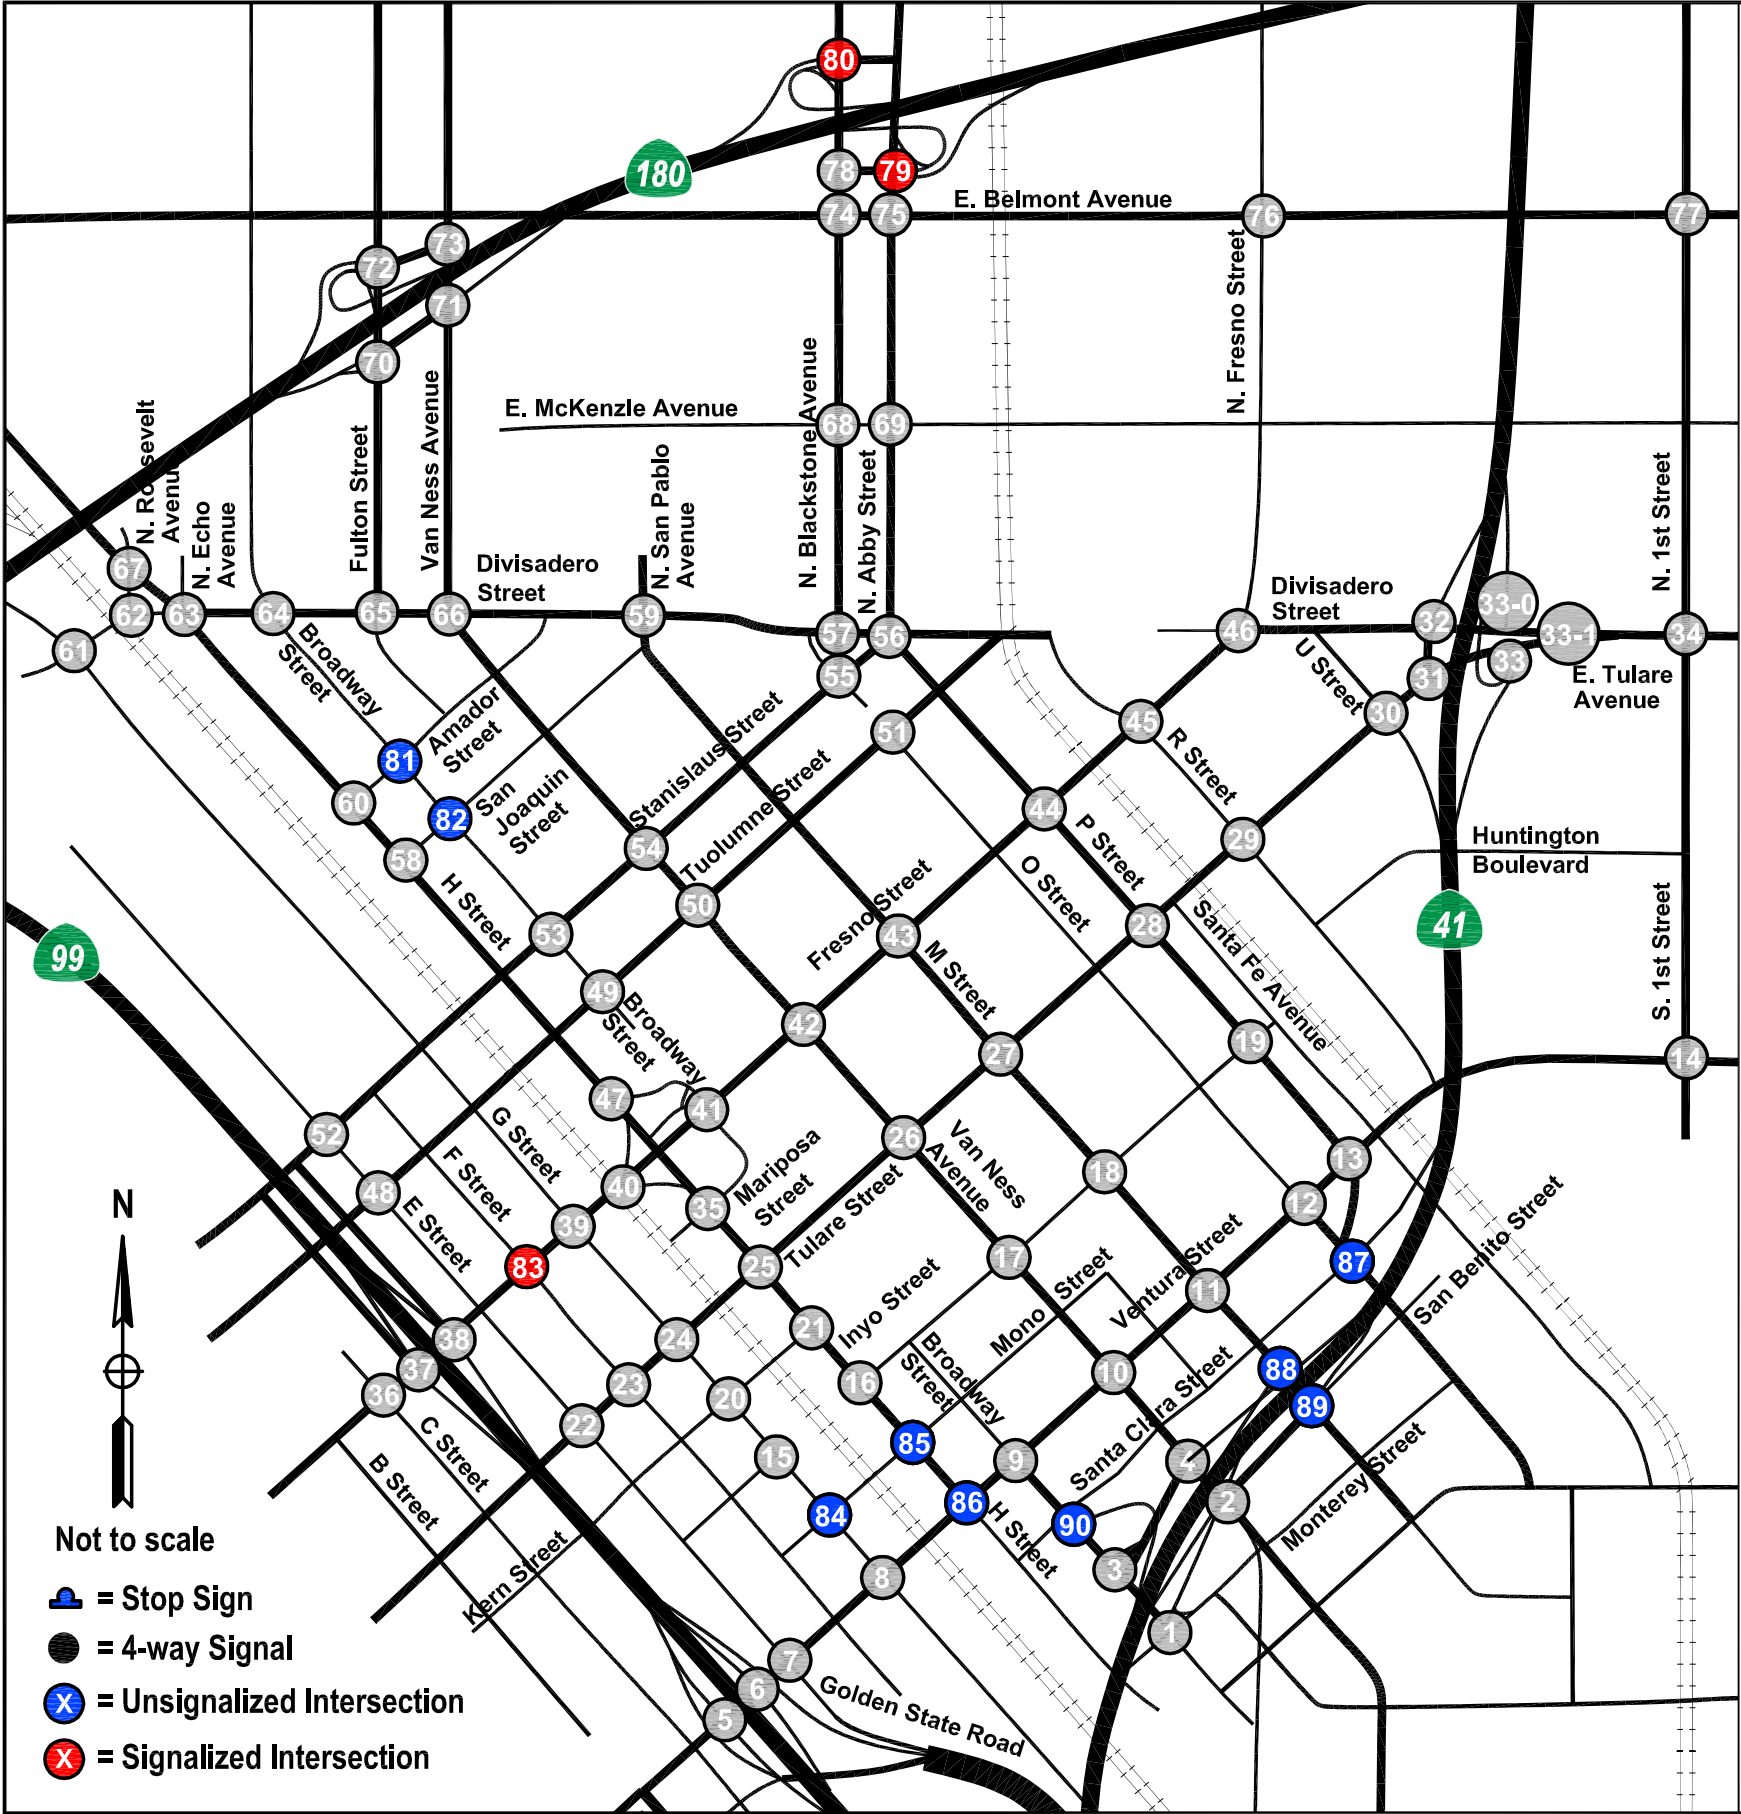 80
180
78
79
E. Belmont Avenue
74
75
76
77
73
72
71
70
N. Fresno Street
E. McKenzle Avenue
68
69
N. Roosevelt
Avenue
N. Echo
Avenue
Fulton Street
Van Ness Avenue
N. San Pablo
Avenue
N. Blackstone Avenue
N. Abby Street
N. 1st Street
Divisadero
Street
Divisadero
Street
67
62
63
64
65
66
59
57
56
46
32
33-0
33-1
34
61
55
31
33
E. Tulare
Avenue
Broadway
Street
Amador
Street
U Street
30
81
51
45
R Street
60
82
San
Joaquin
Street
Stanislaus Street
Tuolumne Street
44
P Street
29
Huntington
Boulevard
58
54
H Street
50
O Street
Fresno Street
53
43
28
Santa Fe Avenue
41
S. 1st Street
99
M Street
49
Broadway
Street
42
27
19
14
47
41
52
G Street
F Street
E Street
Mariposa
Street
26
Van Ness
Avenue
18
13
48
40
35
39
12
N
83
25
Tulare Street
17
87
San Benito Street
Inyo Street
Mono Street
Ventura Street
11
38
24
21
37
23
16
Broadway
Street
10
88
36
20
89
22
C Street
B Street
85
9
Santa Clara Street
4
Monterey Street
15
86
2
84
H Street
90
Not to scale
Kern Street
8
3
= Stop Sign
1
= 4-way Signal
7
6
Golden State Road
X = Unsignalized Intersection
5
X = Signalized Intersection